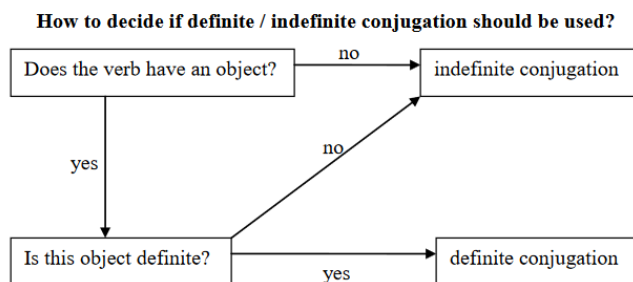 How to decide if definite / indefinite conjugation should be used?
Does the verb have an object?
no
indefinite conjugation
yes
no
Is this object definite?
yes
definite conjugation